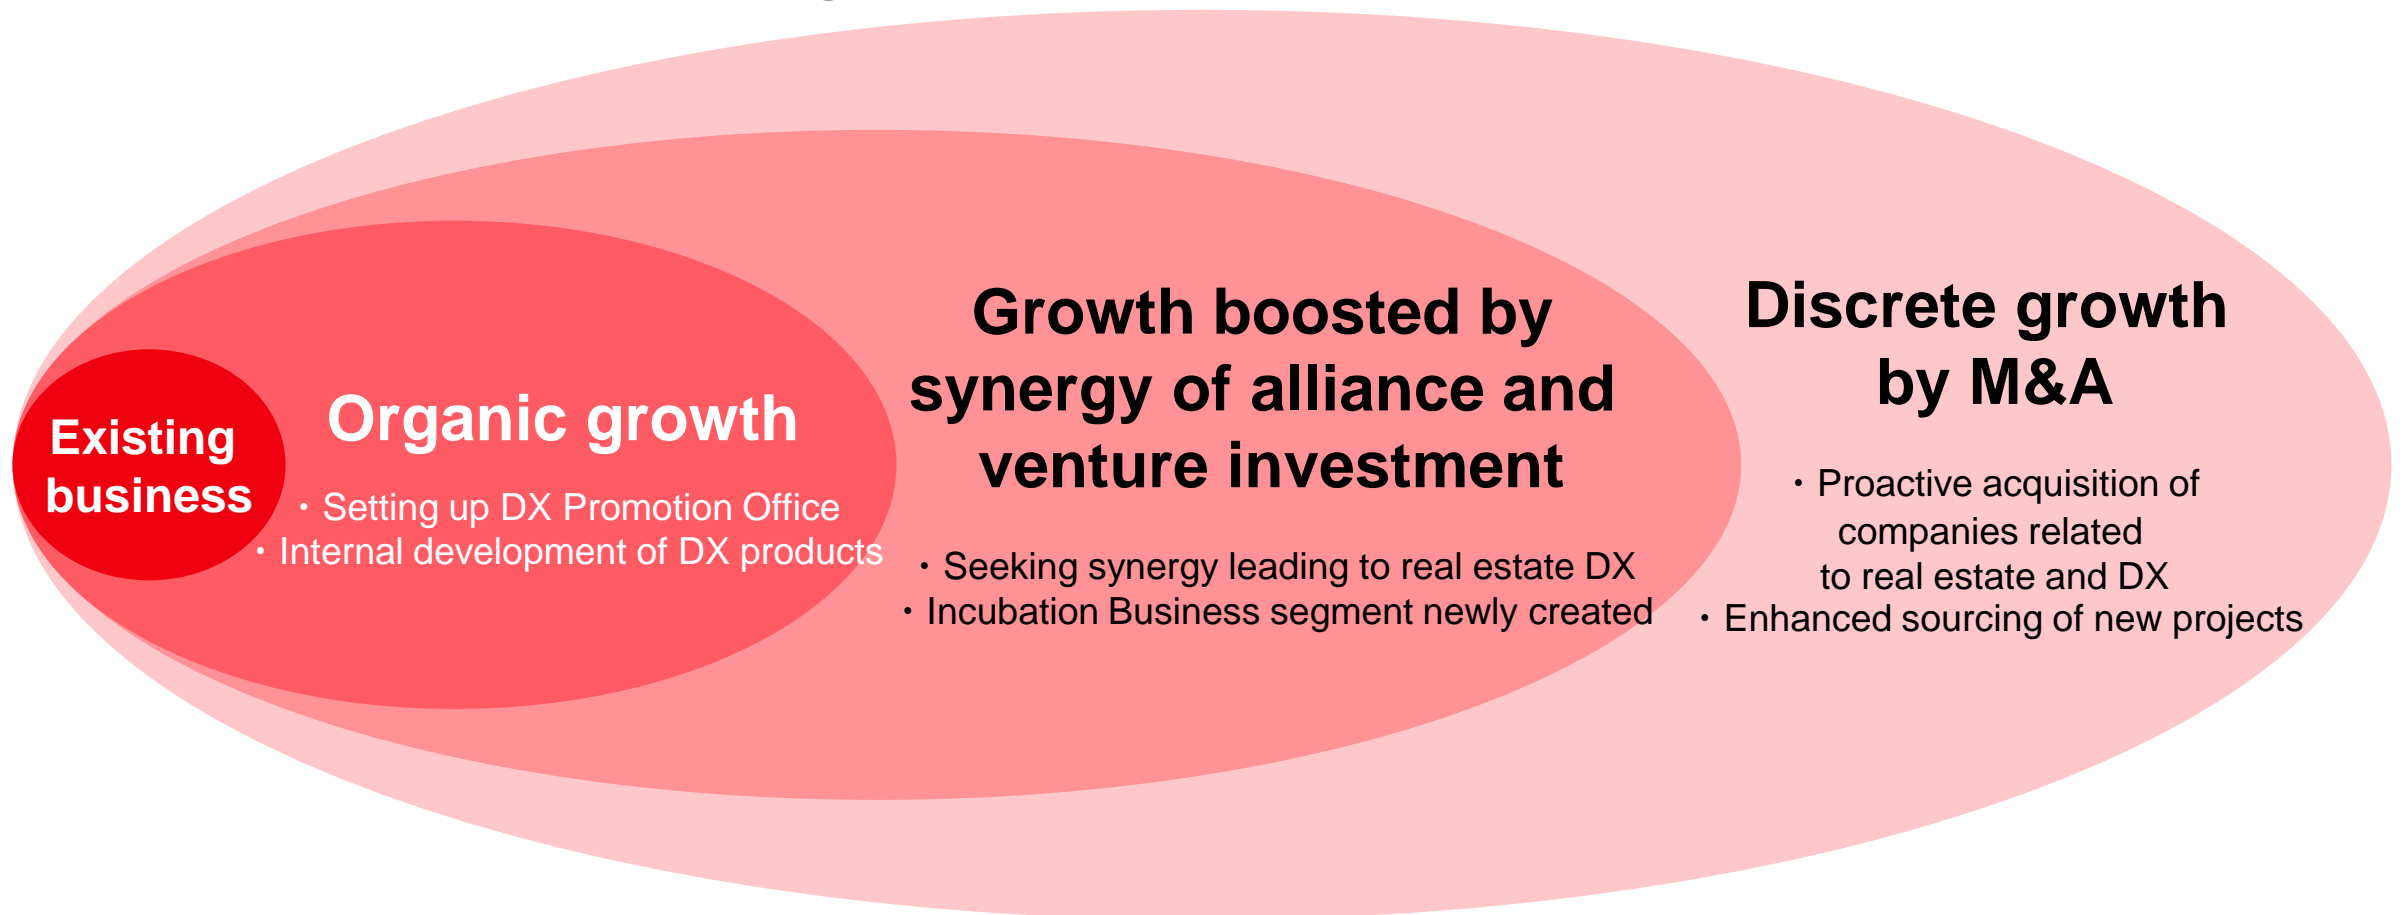 Existing
business
Organic growth
・Setting up DX Promotion Office
・Internal development of DX products
Growth boosted by
synergy of alliance and
venture investment
・Seeking synergy leading to real estate DX
・Incubation Business segment newly created
Discrete growth
by M&A
・Proactive acquisition of
companies related
to real estate and DX
・Enhanced sourcing of new projects